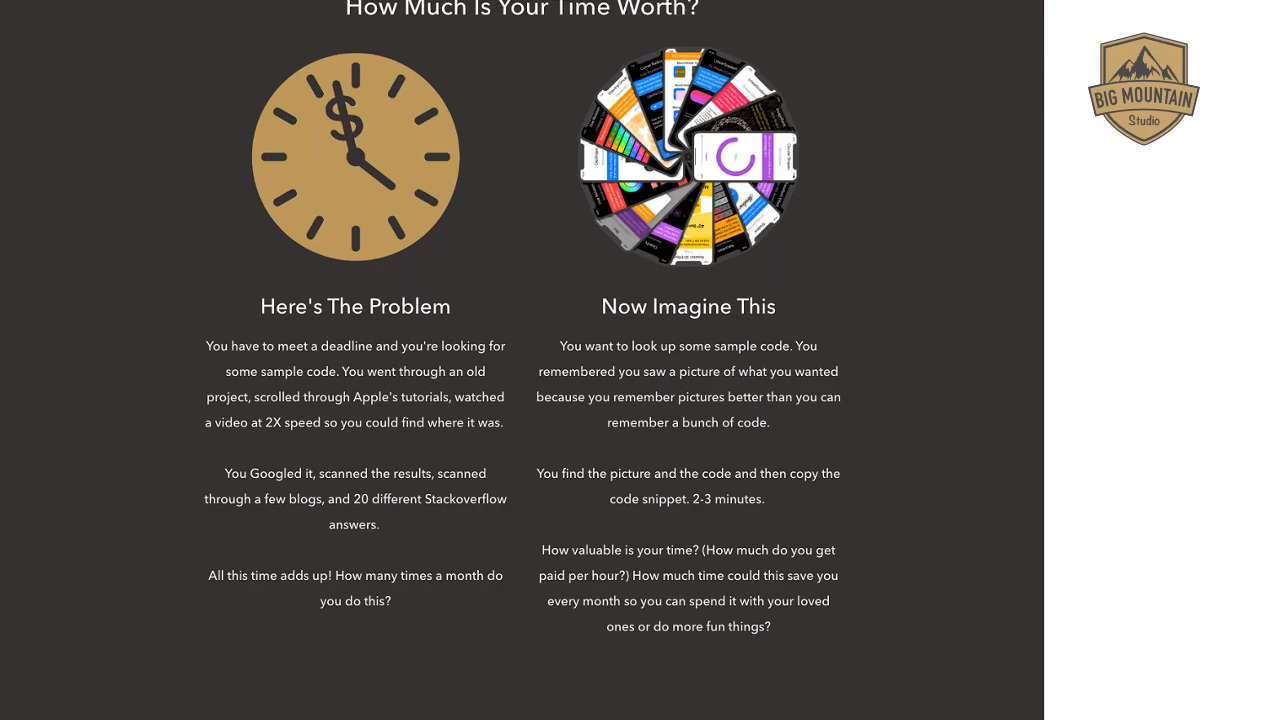 How Much Is Your Time Worth?
$
BIG MOUNTAIN
Studio
Here's The Problem
You have to meet a deadline and you're looking for
some sample code. You went through an old
project, scrolled through Apple's tutorials, watched
a video at 2X speed so you could find where it was.
You Googled it, scanned the results, scanned
through a few blogs, and 20 different Stackoverflow
answers.
All this time adds up! How many times a month do
you do this?
Now Imagine This
You want to look up some sample code. You
remembered you saw a picture of what you wanted
because you remember pictures better than you can
remember a bunch of code.
You find the picture and the code and then copy the
code snippet. 2-3 minutes.
How valuable is your time? (How much do you get
paid per hour?) How much time could this save you
every month so you can spend it with your loved
ones or do more fun things?